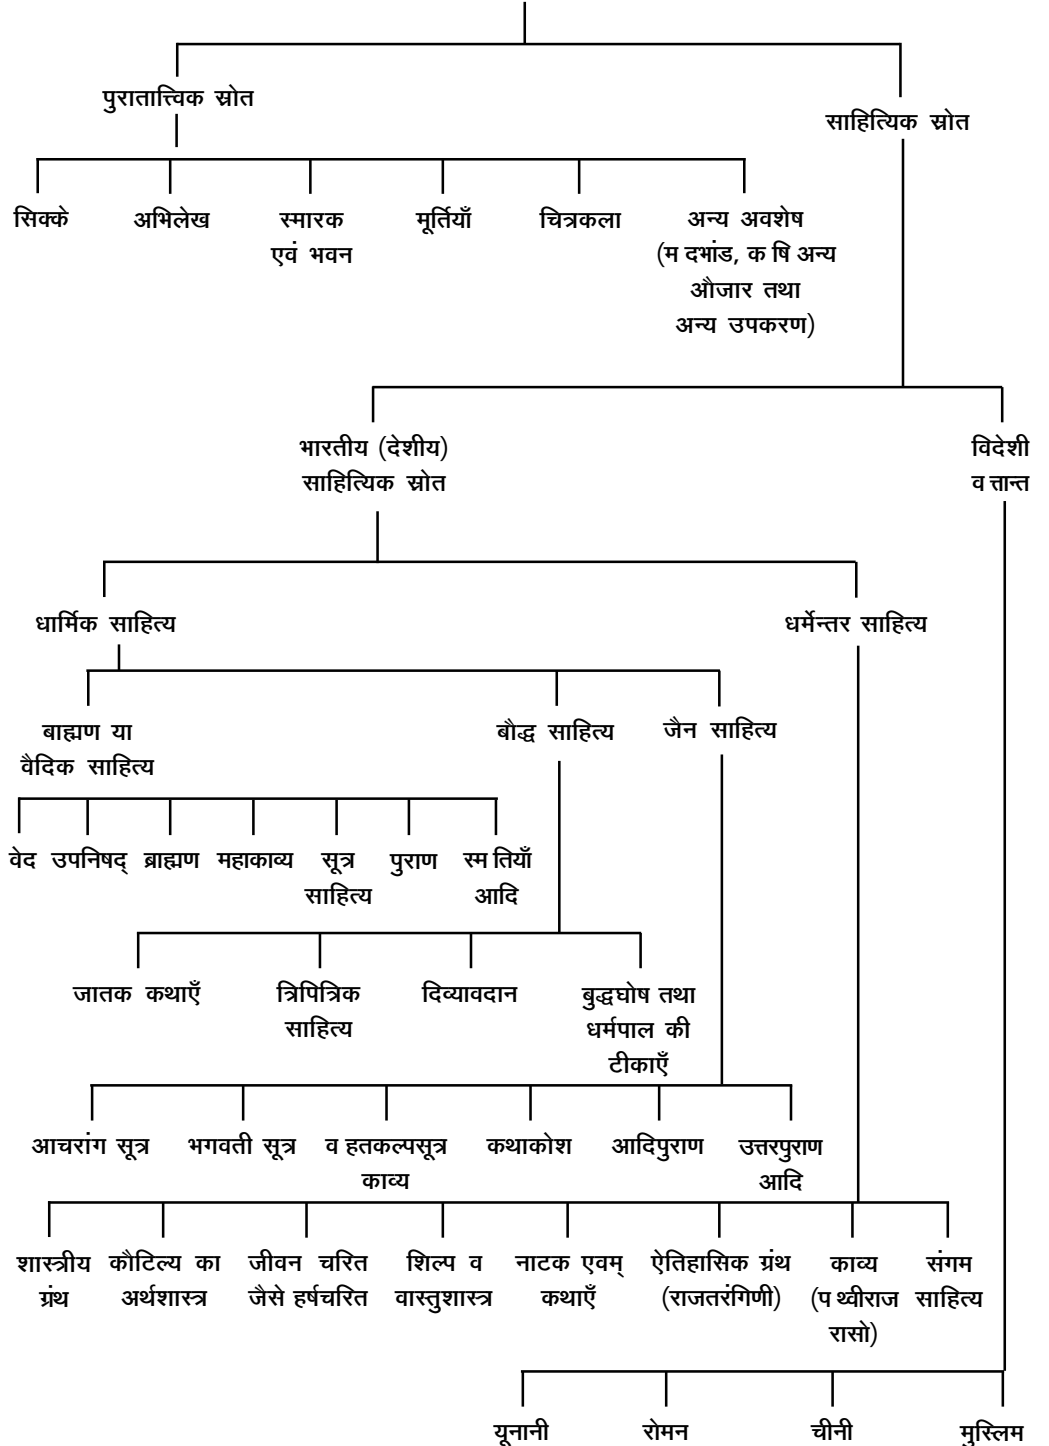 पुरातात्त्विक स्रोत
साहित्यिक स्रोत
सिक्के अभिलेख स्मारक मूर्तियाँ चित्रकला अन्य अवशेष
एवं भवन (म दभांड, क षि अन्य
औजार तथा
अन्य उपकरण)
भारतीय (देशीय) विदेशी
साहित्यिक स्रोत व त्तान्त
धार्मिक साहित्य धर्मेन्तर साहित्य
बाह्मण या बौद्ध साहित्य जैन साहित्य
वैदिक साहित्य
वेद उपनिषद् ब्राह्मण महाकाव्य सूत्र पुराण स्म तियाँ
साहित्य आदि
जातक कथाएँ त्रिपित्रिक दिव्यावदान बुद्धघोष तथा
साहित्य धर्मपाल की
टीकाएँ
आचरांग सूत्र भगवती सूत्र व हतकल्पसूत्र कथाकोश आदिपुराण उत्तरपुराण
काव्य आदि
शास्त्रीय कौटिल्य का जीवन चरित शिल्प व नाटक एवम् ऐतिहासिक ग्रंथ काव्य संगम
ग्रंथ अर्थशास्त्र जैसे हर्षचरित वास्तुशास्त्र कथाएँ (राजतरंगिणी) (प थ्वीराज साहित्य
रासो)
यूनानी रोमन चीनी मुस्लिम